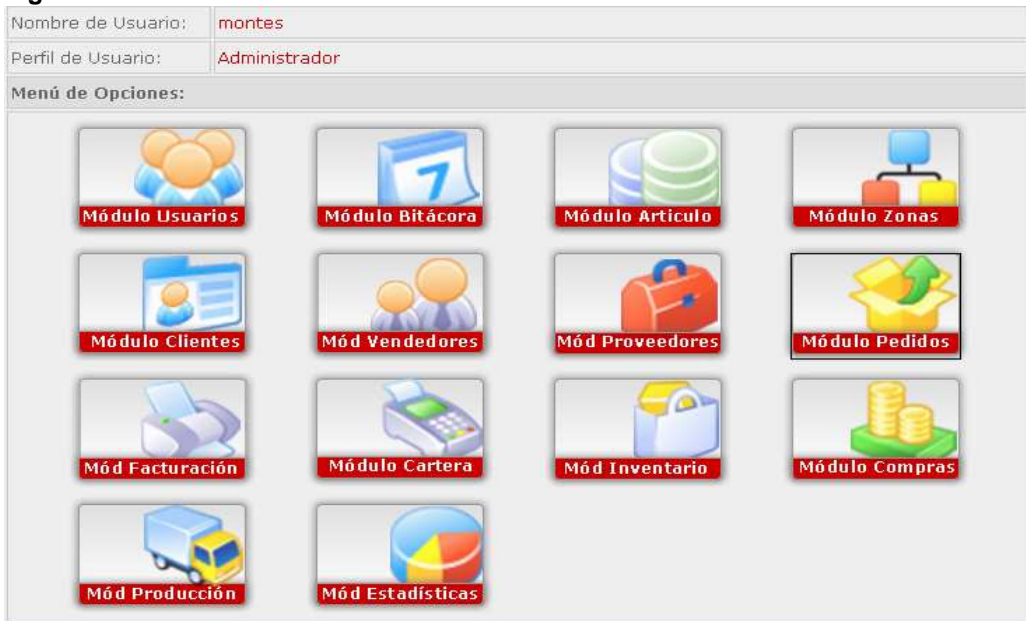 Nombre de Usuario: montes
Perfil de Usuario: Administrador
Menú de Opciones:
7
Módulo Usuarios Módulo Bitácora Módulo Articulo Módulo Zonas
Módulo Clientes Mód Vendedores Mód Proveedores Módulo Pedidos
Mód Facturación Módulo Cartera Mód Inventario Módulo Compras
Mód Producción Mód Estadísticas